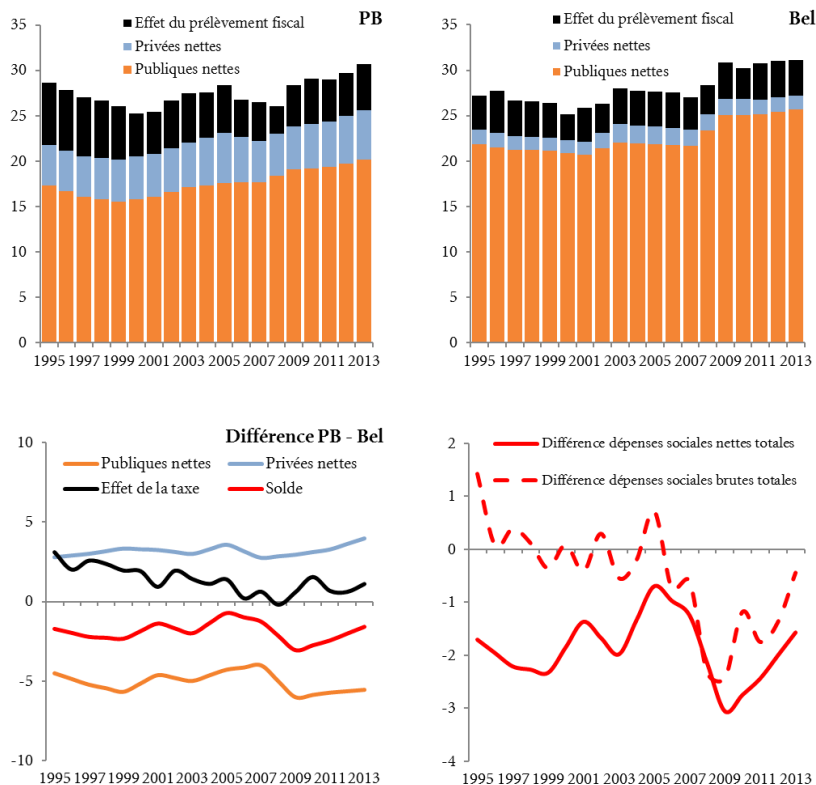 PB
Effet du prélèvement fiscal
Privées nettes
Publiques nettes
35
30
25
20
15
10
5
0
1995 1997 1999 2001 2003 2005 2007 2009 2011 2013
Bel
Effet du prélèvement fiscal
Privées nettes
Publiques nettes
35
30
25
20
15
10
5
0
1995 1997 1999 2001 2003 2005 2007 2009 2011 2013
Différence PB - Bel
Publiques nettes Privées nettes
Effet de la taxe Solde
10
5
0
-5
-10
1995 1997 1999 2001 2003 2005 2007 2009 2011 2013
Différence dépenses sociales nettes totales
Différence dépenses sociales brutes totales
2
1
0
-1
-2
-3
-4
1995 1997 1999 2001 2003 2005 2007 2009 2011 2013